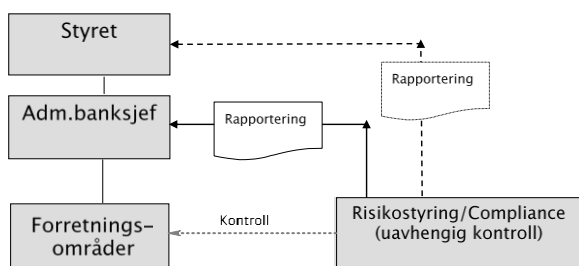 Styret
Rapportering
Adm.banksjef
Rapportering
Forretnings-
områder
Kontroll
Risikostyring/Compliance
(uavhengig kontroll)